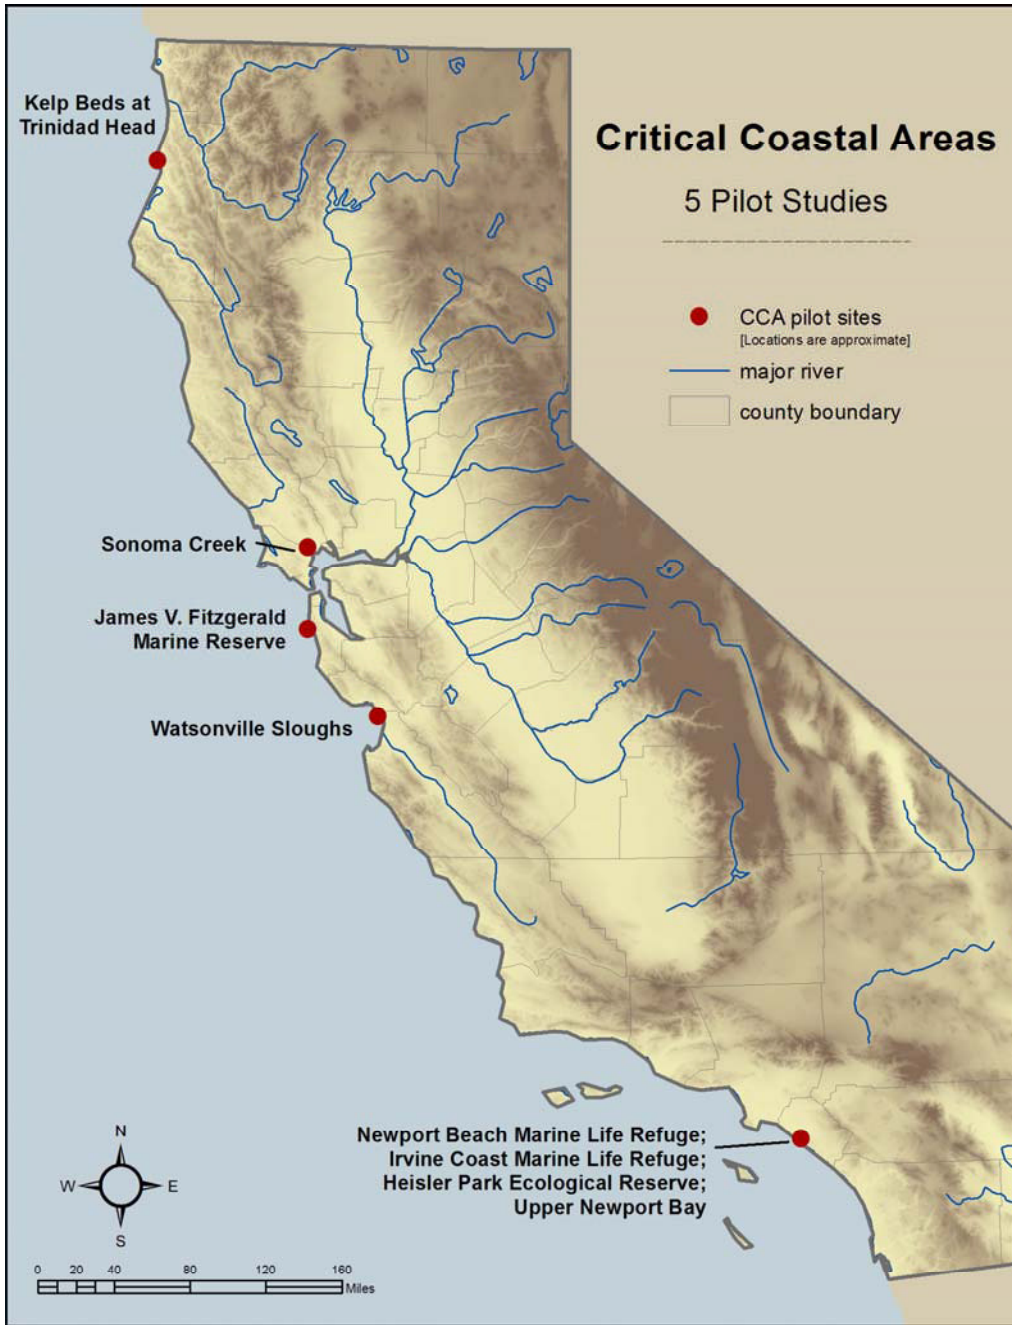 Kelp Beds at
Trinidad Head
Critical Coastal Areas
5 Pilot Studies
CCA pilot sites
[Locations are approximate]
major river
county boundary
Sonoma Creek
James V. Fitzgerald
Marine Reserve
Watsonville Sloughs
Newport Beach Marine Life Refuge;
Irvine Coast Marine Life Refuge;
Heisler Park Ecological Reserve;
Upper Newport Bay
N
W E
S
0 20 40 80 120 160
Miles